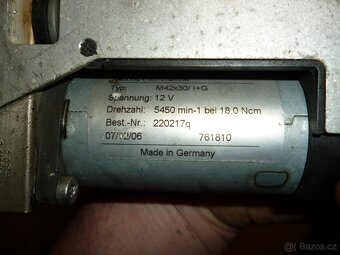 Typ: M42x30/ I+G
Spannung: 12 V
Drehzahl: 5450 min-1 bei 18.0 Ncm
Best.-Nr.: 220217q
07/02/06 761810
Made in Germany
Bazos.cz